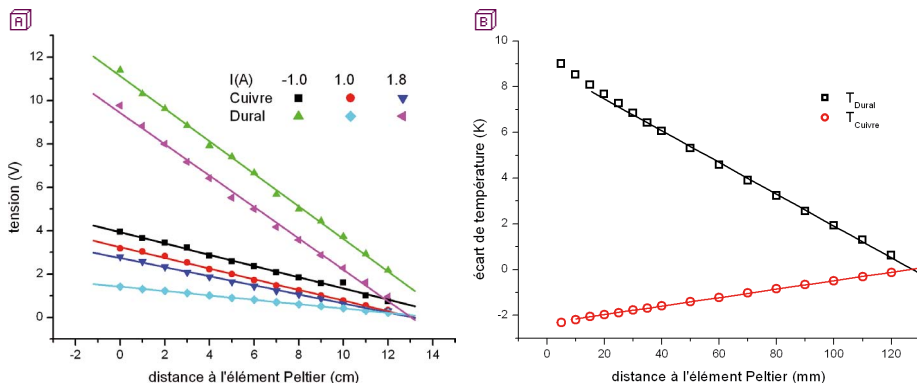 A
tension (V)
12
10
8
6
4
2
0
-2 0 2 4 6 8 10 12 14
distance à l'élément Peltier (cm)
I(A) -1.0 1.0 1.8
Cuivre
Dural
B
écart de température (K)
10
8
6
4
2
0
-2
0 20 40 60 80 100 120
distance à l'élément Peltier (mm)
T Dural
T Cuivre